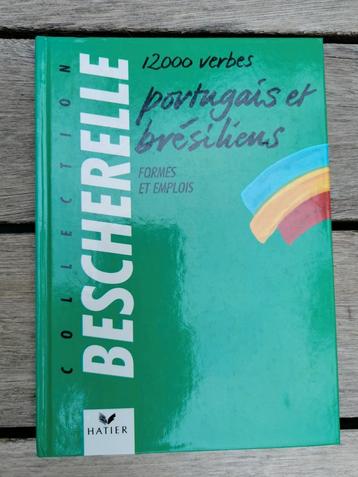 COLLECTION
BESCHERELLE
12000 verbes
portugais et
brésiliens
FORMES
ET EMPLOIS
HATIER